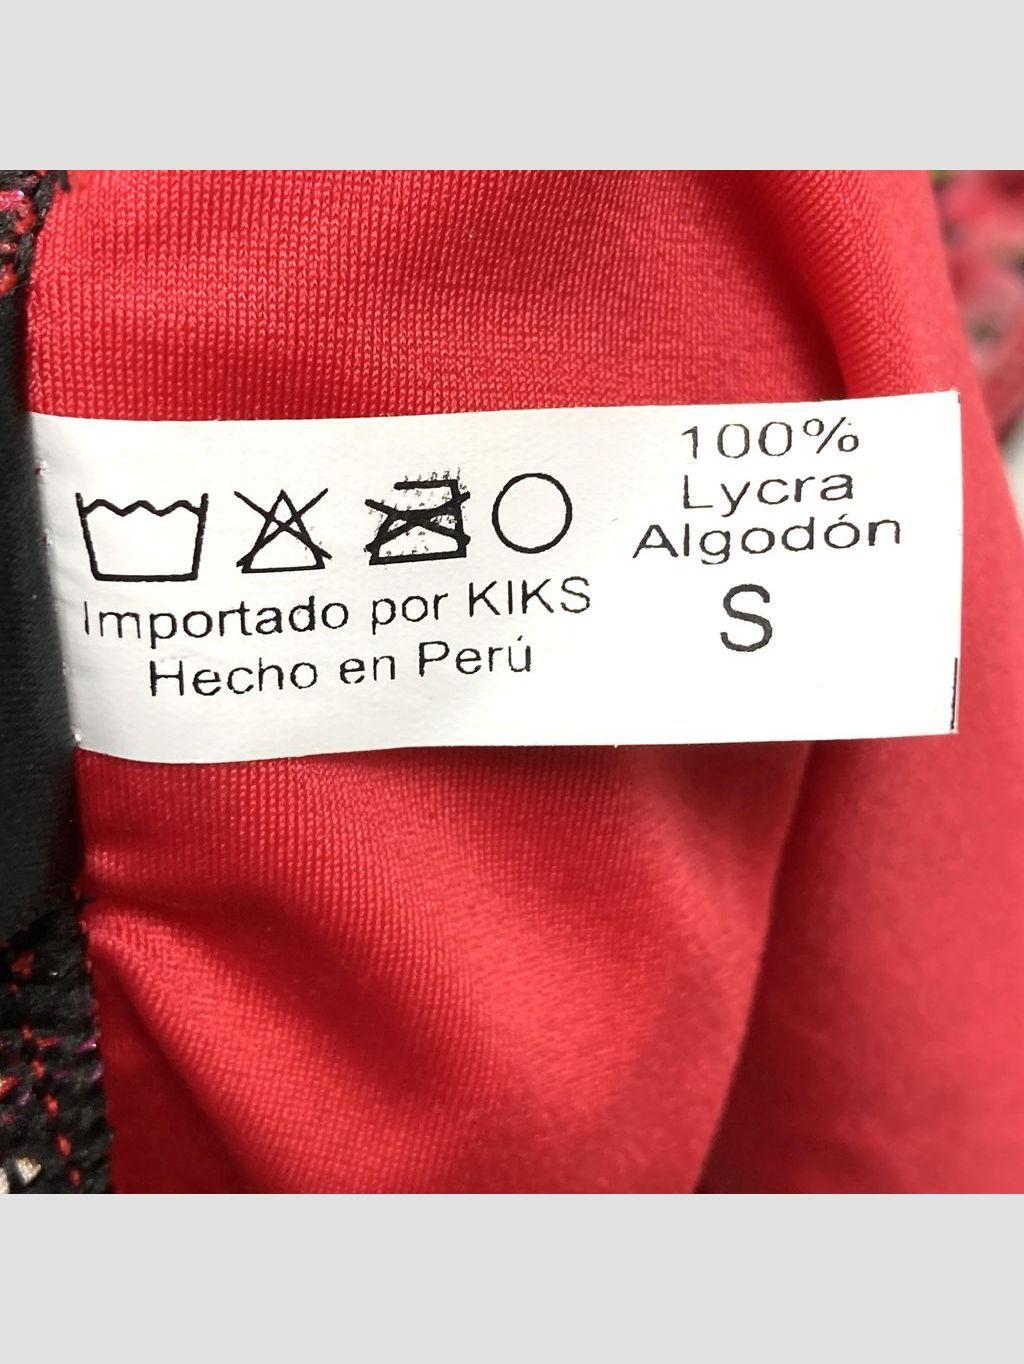 Importado por KIKS
Hecho en Perú
100%
Lycra
Algodón
S